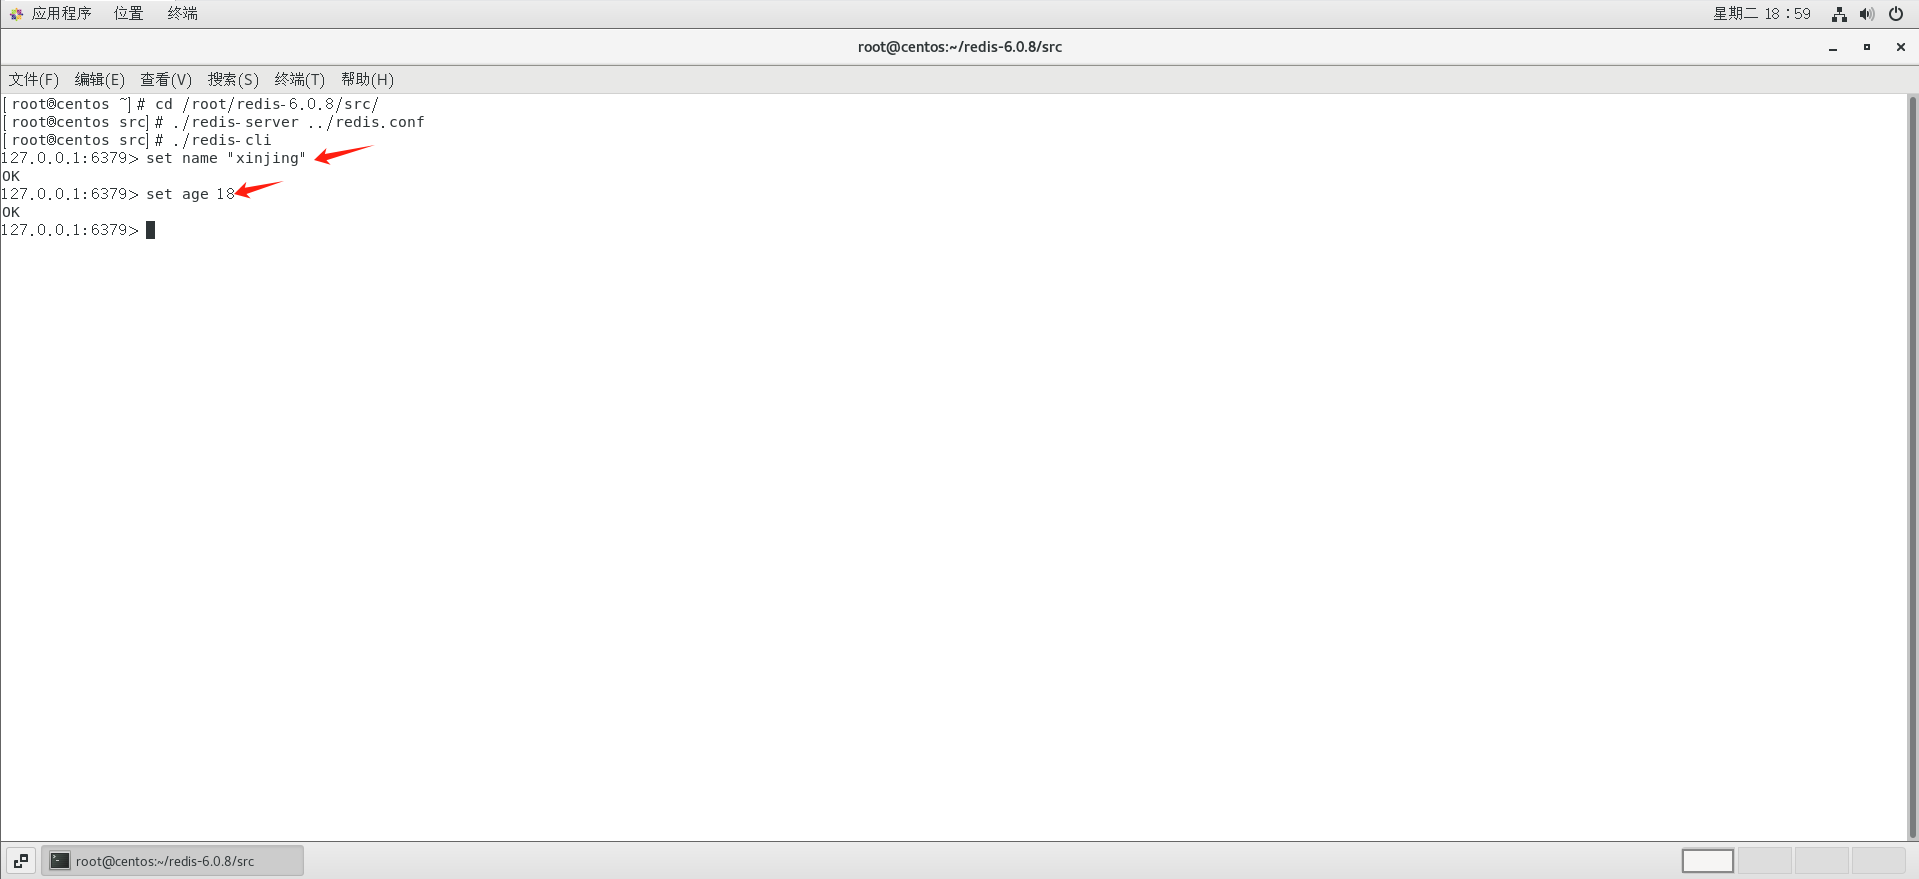 应用程序 位置 终端 星期二 18：59
root@centos:~/redis-6.0.8/src
文件(F) 编辑(E) 查看(V) 搜索(S) 终端(T) 帮助(H)
[root@centos ~]# cd /root/redis-6.0.8/src/
[root@centos src]# ./redis-server ../redis.conf
[root@centos src]# ./redis-cli
127.0.0.1:6379> set name "xinjing"
OK
127.0.0.1:6379> set age 18
OK
127.0.0.1:6379>
root@centos:~/redis-6.0.8/src